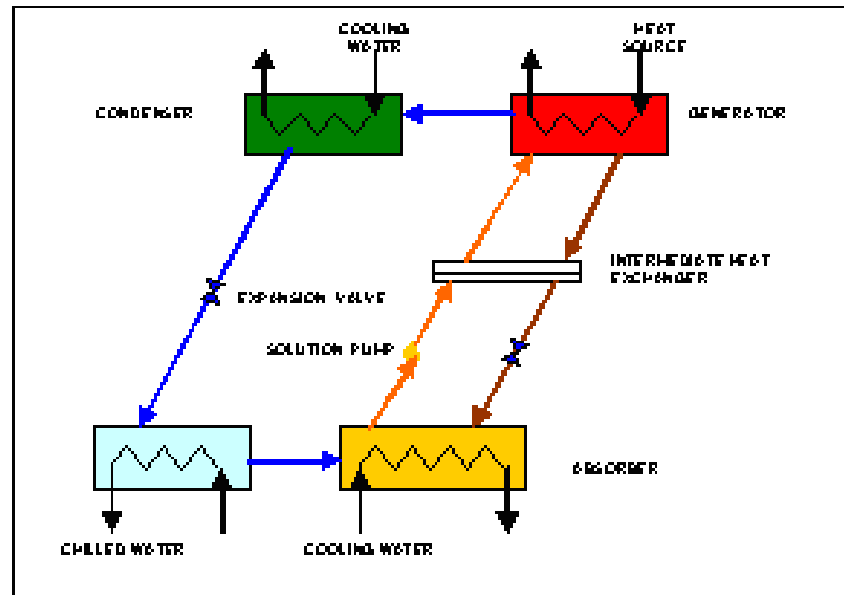 COOLING
WATER
HEAT
SOURCE
CONDENSER
GENERATOR
INTERMEDIATE HEAT
EXCHANGER
EXPANSION VALVE
SOLUTION PUMP
ABSORBER
CHILLED WATER
COOLING WATER